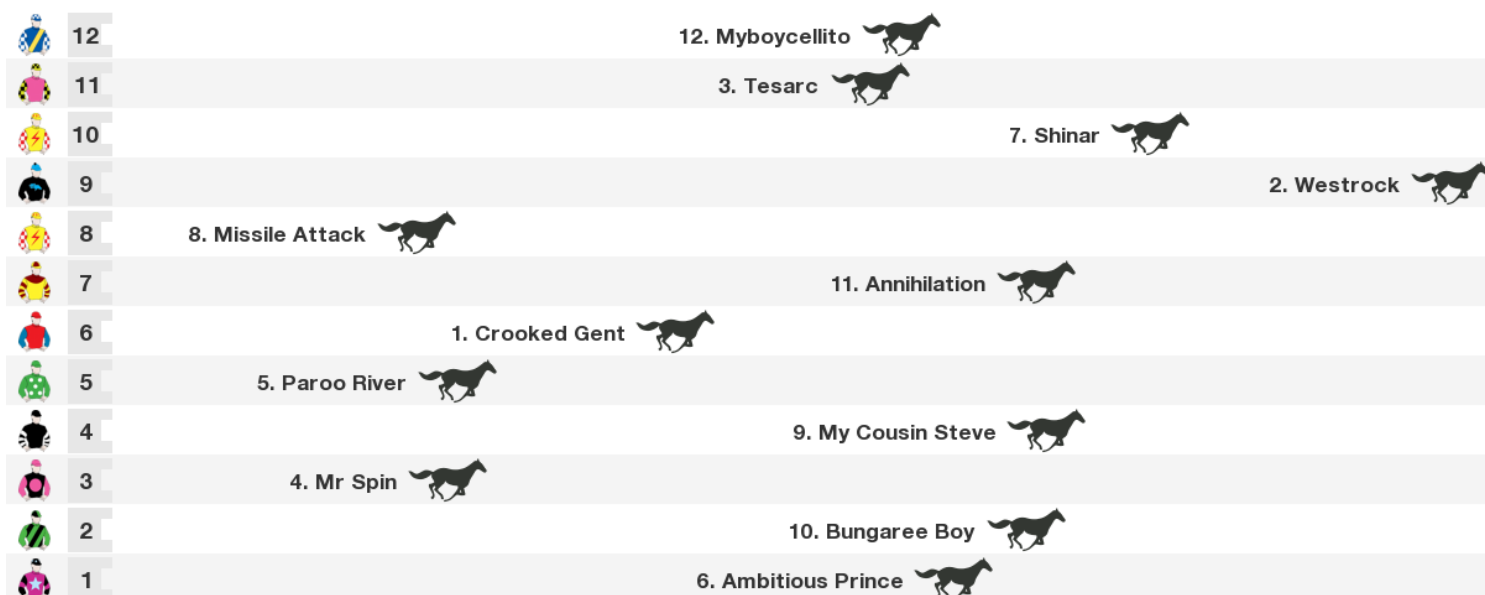 12 12. Myboycellito
11 3. Tesarc
10 7. Shinar
9 2. Westrock
8 8. Missile Attack
7 11. Annihilation
6 1. Crooked Gent
5 5. Paroo River
4 9. My Cousin Steve
3 4. Mr Spin
2 10. Bungaree Boy
1 6. Ambitious Prince